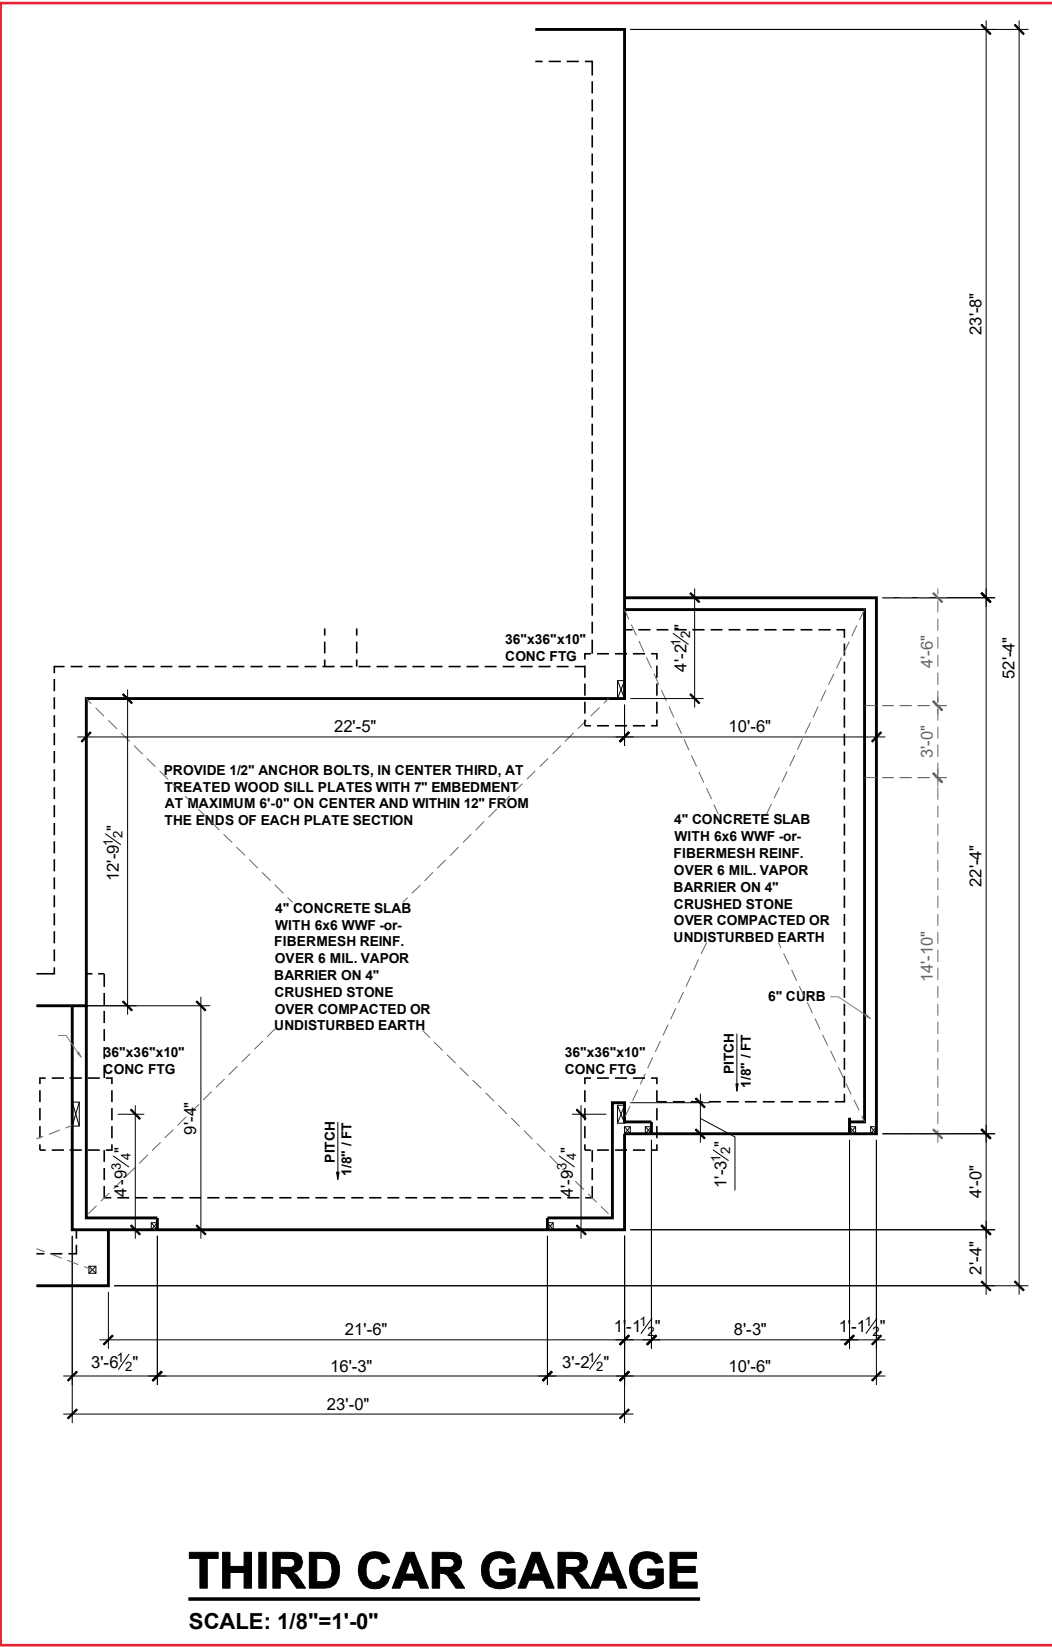 23'-8"
52'-4"
4'-6"
36"x36"x10"
CONC FTG
4'-2½"
22'-5"
10'-6"
3'-0"
PROVIDE 1/2" ANCHOR BOLTS, IN CENTER THIRD, AT
TREATED WOOD SILL PLATES WITH 7" EMBEDMENT
AT MAXIMUM 6'-0" ON CENTER AND WITHIN 12" FROM
THE ENDS OF EACH PLATE SECTION
12'-9½"
4" CONCRETE SLAB
WITH 6x6 WWF -or-
FIBERMESH REINF.
OVER 6 MIL. VAPOR
BARRIER ON 4"
CRUSHED STONE
OVER COMPACTED OR
UNDISTURBED EARTH
22'-4"
4" CONCRETE SLAB
WITH 6x6 WWF -or-
FIBERMESH REINF.
OVER 6 MIL. VAPOR
BARRIER ON 4"
CRUSHED STONE
OVER COMPACTED OR
UNDISTURBED EARTH
14'-10"
6" CURB
36"x36"x10"
CONC FTG
36"x36"x10"
CONC FTG
PITCH
1/8" / FT
9'-4"
PITCH
1/8" / FT
4'-9¾"
4'-9¾"
1'-3½"
4'-0"
2'-4"
21'-6"
1'-1½"
8'-3"
1'-1½"
3'-6½"
16'-3"
3'-2½"
10'-6"
23'-0"
THIRD CAR GARAGE
SCALE: 1/8"=1'-0"